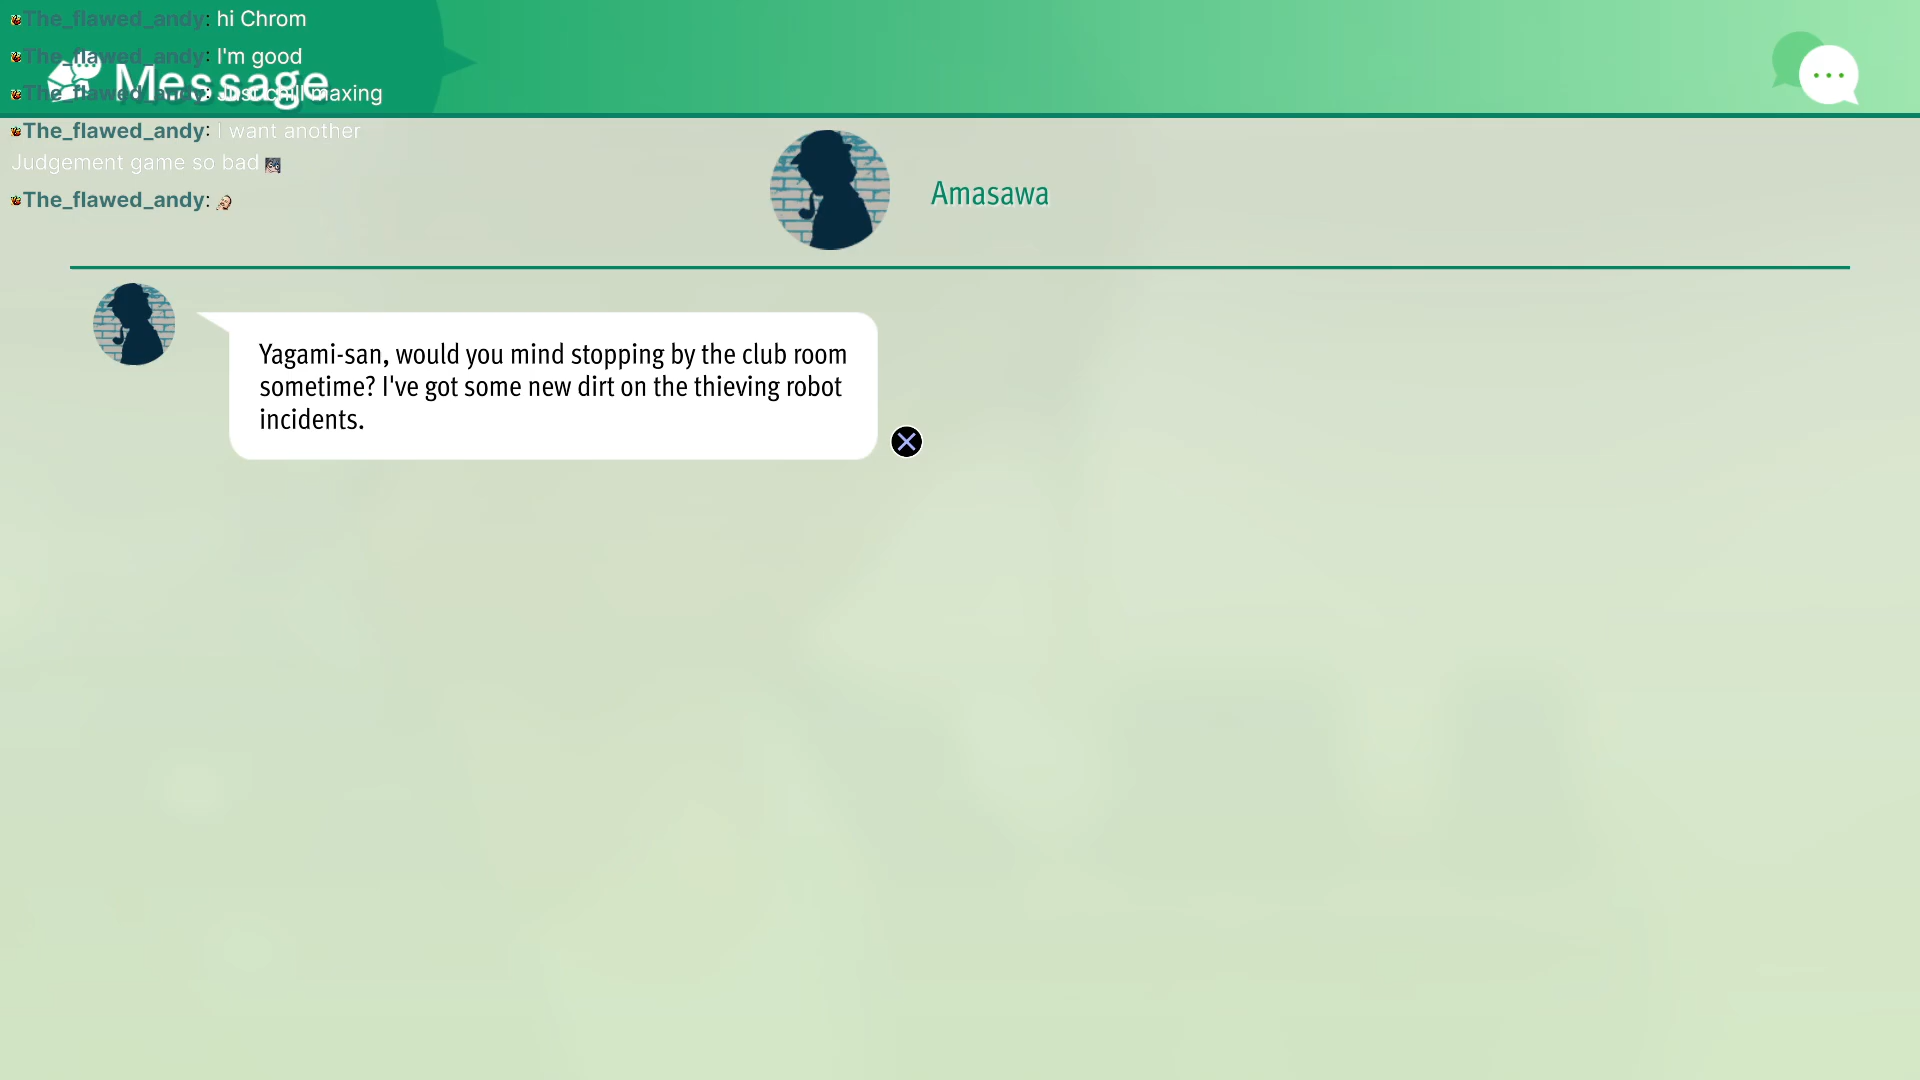 The_flawed_andy: hi Chrom
The_flawed_andy: I'm good
Message
The_flawed_andy: Just chill maxing
The_flawed_andy: I want another
Judgement game so bad
The_flawed_andy:
Amasawa
Yagami-san, would you mind stopping by the club room
sometime? I've got some new dirt on the thieving robot
incidents.